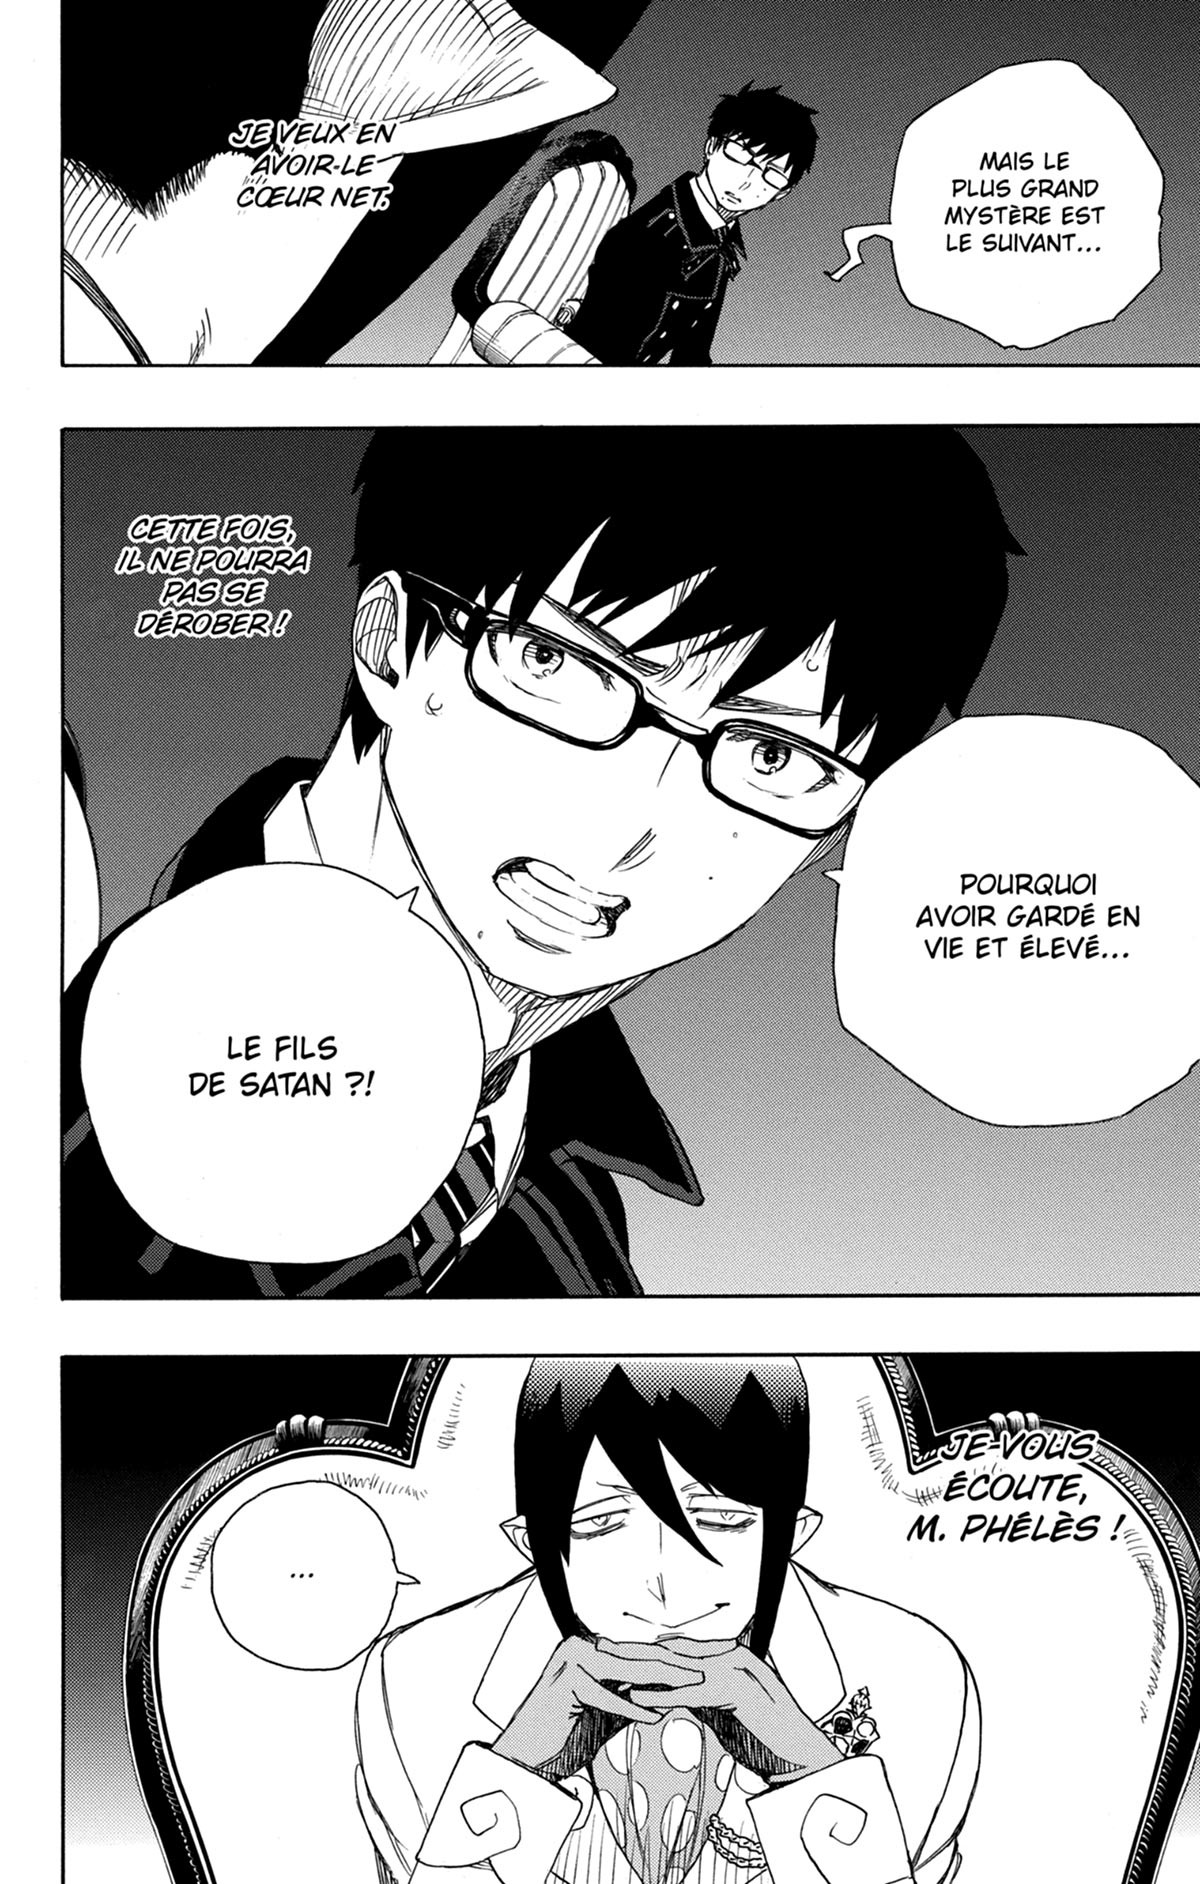 MAIS LE
PLUS GRAND
MYSTÈRE EST
LE SUIVANT...
JE VEUX EN
AVOIR LE
CŒUR NET.
CETTE FOIS,
IL NE POURRA
PAS SE
DÉROBER !
POURQUOI
AVOIR GARDÉ EN
VIE ET ÉLEVÉ...
LE FILS
DE SATAN ?!
JE VOUS
ÉCOUTE,
M. PHÉLÈS !
...